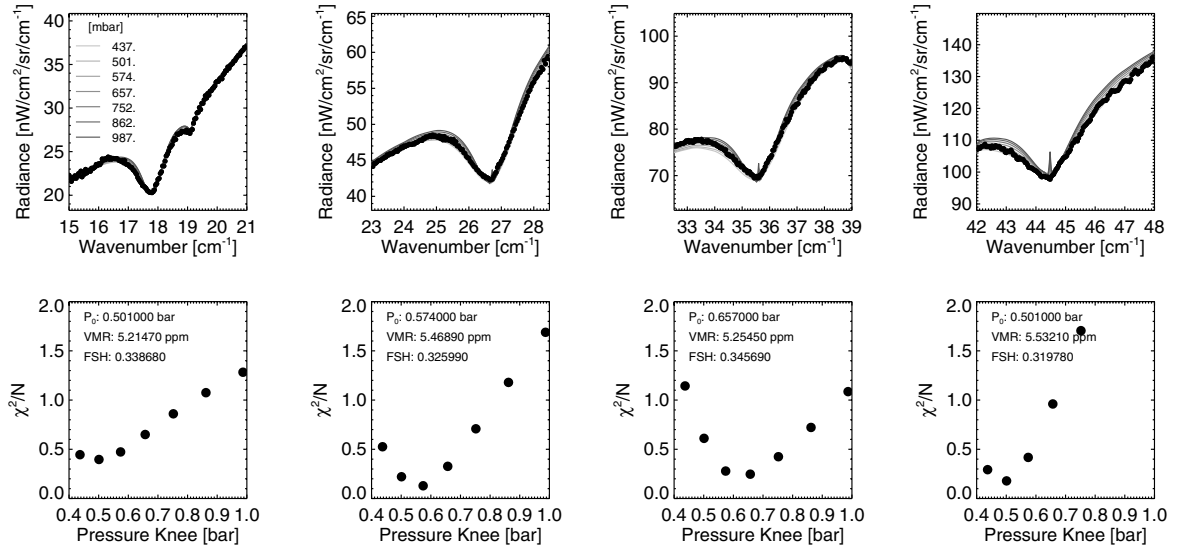 [mbar]
437.
501.
574.
657.
752.
862.
987.
Radiance [nW/cm²/sr/cm⁻¹]
40
35
30
25
20
15 16 17 18 19 20 21
Wavenumber [cm⁻¹]
Radiance [nW/cm²/sr/cm⁻¹]
65
60
55
50
45
40
23 24 25 26 27 28
Wavenumber [cm⁻¹]
Radiance [nW/cm²/sr/cm⁻¹]
100
90
80
70
33 34 35 36 37 38 39
Wavenumber [cm⁻¹]
Radiance [nW/cm²/sr/cm⁻¹]
140
130
120
110
100
90
42 43 44 45 46 47 48
Wavenumber [cm⁻¹]
χ²/N
2.0
1.5
1.0
0.5
0.0
P₀: 0.501000 bar
VMR: 5.21470 ppm
FSH: 0.338680
0.4 0.5 0.6 0.7 0.8 0.9 1.0
Pressure Knee [bar]
χ²/N
2.0
1.5
1.0
0.5
0.0
P₀: 0.574000 bar
VMR: 5.46890 ppm
FSH: 0.325990
0.4 0.5 0.6 0.7 0.8 0.9 1.0
Pressure Knee [bar]
χ²/N
2.0
1.5
1.0
0.5
0.0
P₀: 0.657000 bar
VMR: 5.25450 ppm
FSH: 0.345690
0.4 0.5 0.6 0.7 0.8 0.9 1.0
Pressure Knee [bar]
χ²/N
2.0
1.5
1.0
0.5
0.0
P₀: 0.501000 bar
VMR: 5.53210 ppm
FSH: 0.319780
0.4 0.5 0.6 0.7 0.8 0.9 1.0
Pressure Knee [bar]